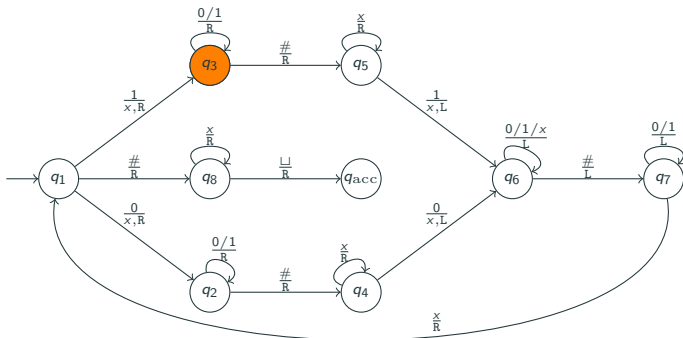 0/1
R
q3
#
R
x
R
q5
1
x,R
1
x,L
q1
#
R
x
R
q8
⊔
R
qacc
0/1/x
L
q6
#
L
0/1
L
q7
0
x,R
0
x,L
0/1
R
q2
#
R
x
R
q4
x
R